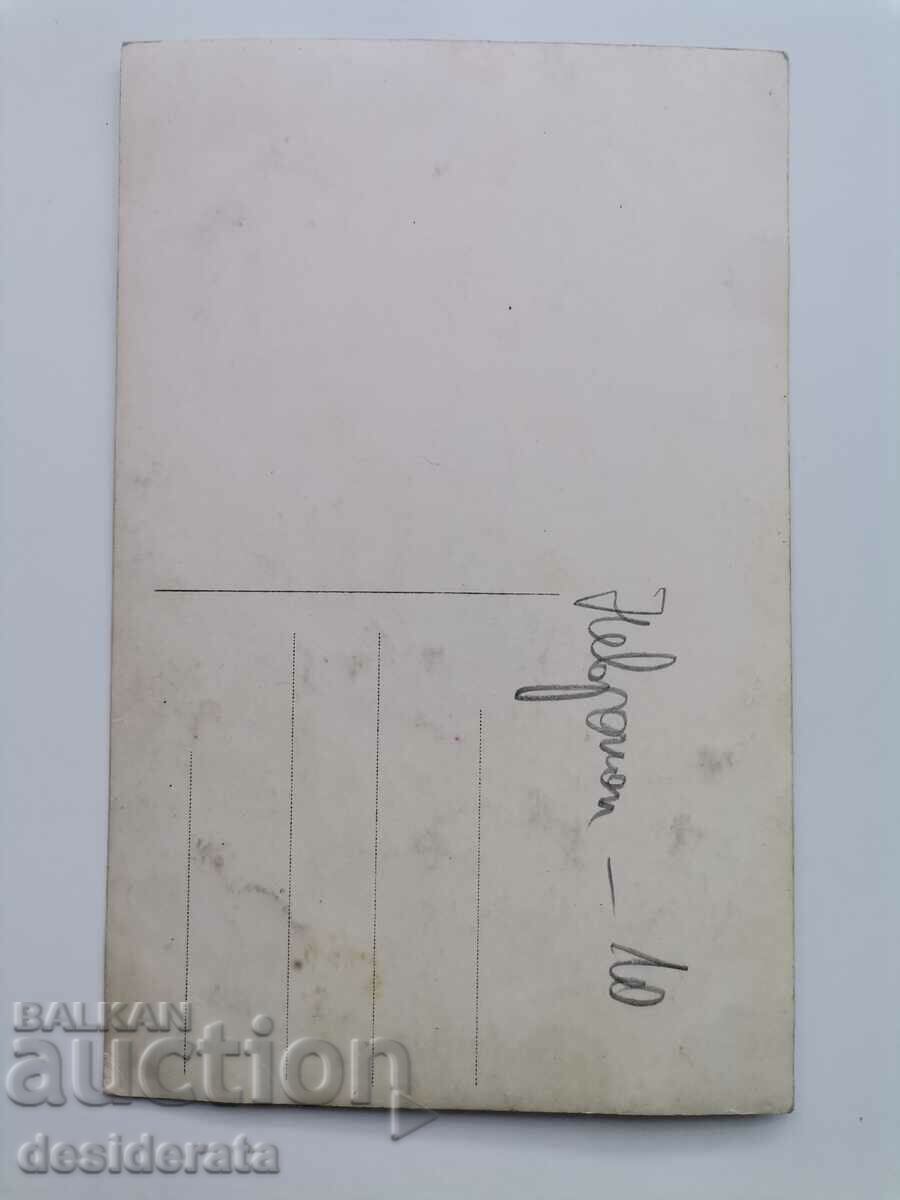 Неврокоп – 10
BALKAN
auction
desiderata